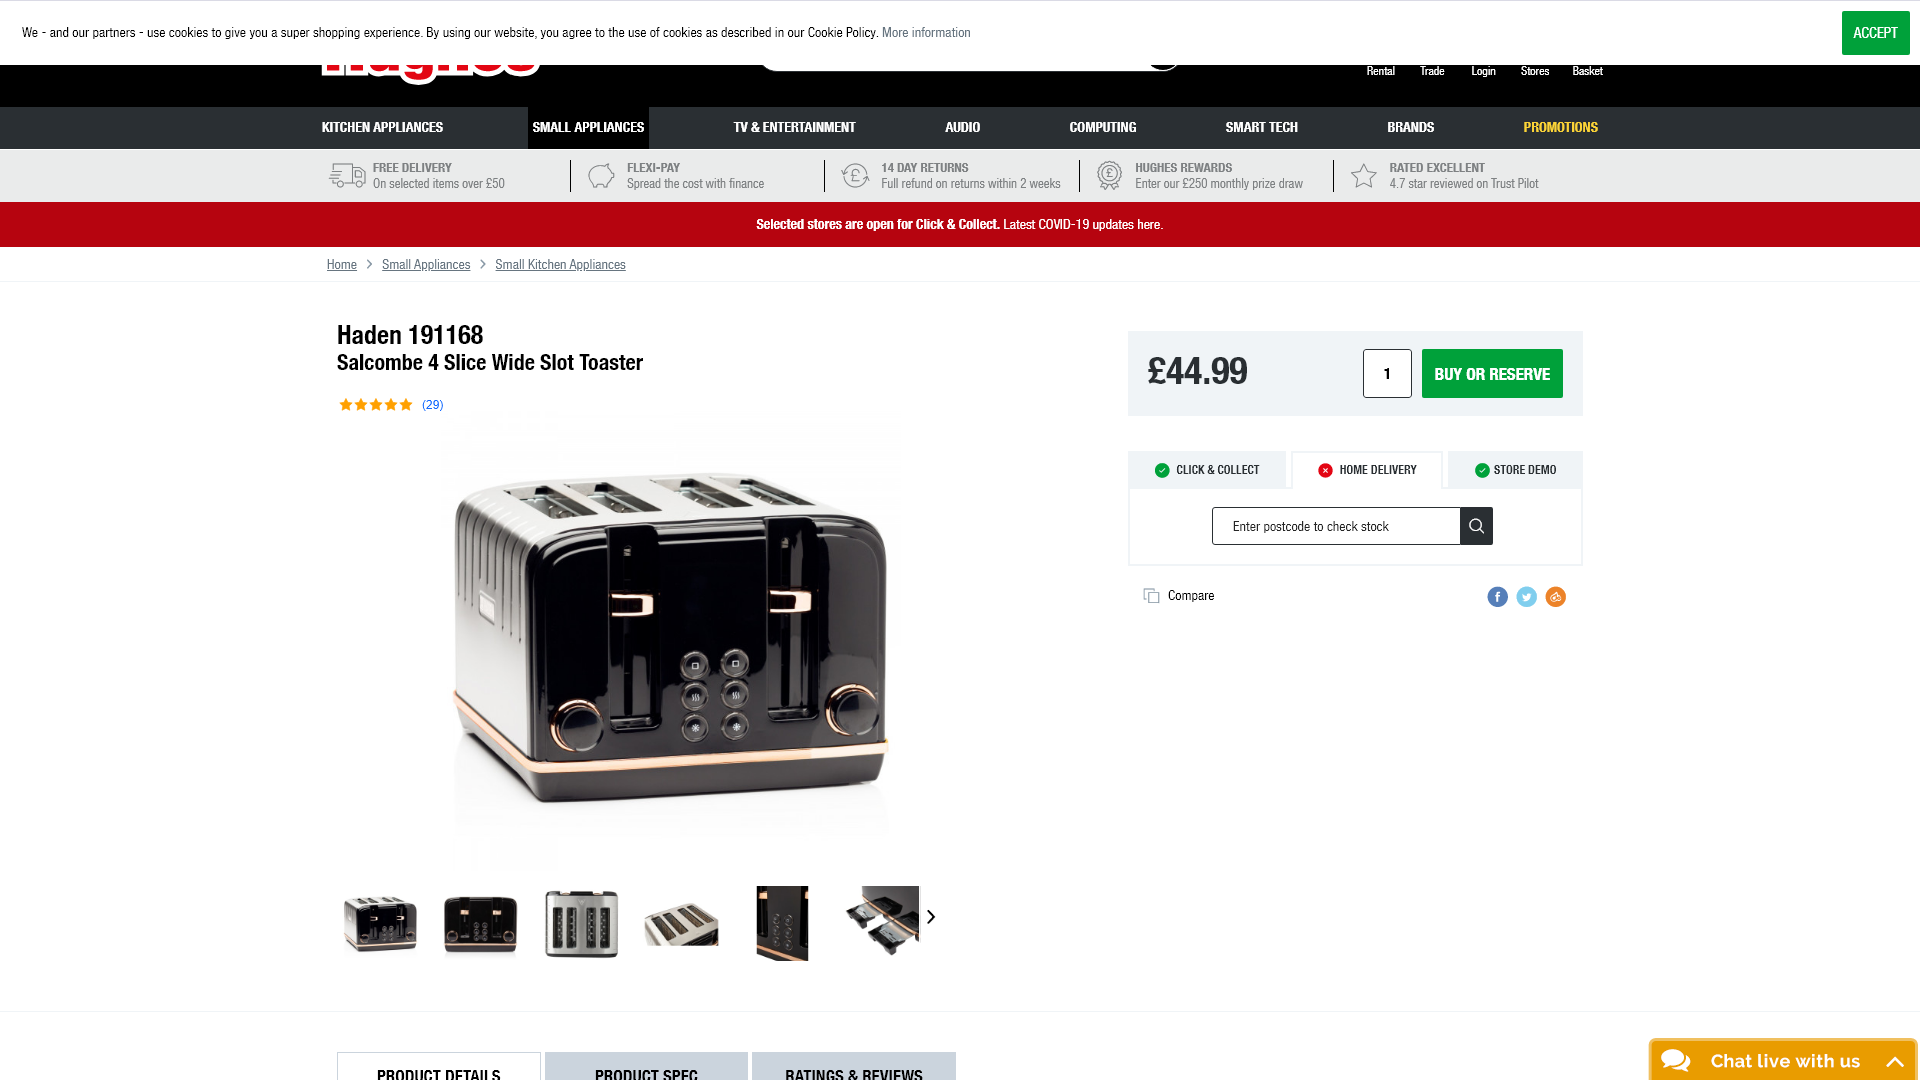 We - and our partners - use cookies to give you a super shopping experience. By using our website, you agree to the use of cookies as described in our Cookie Policy. More information
ACCEPT
Rental Trade Login Stores Basket
KITCHEN APPLIANCES SMALL APPLIANCES TV & ENTERTAINMENT AUDIO COMPUTING SMART TECH BRANDS PROMOTIONS
FREE DELIVERY
On selected items over £50
FLEXI-PAY
Spread the cost with finance
14 DAY RETURNS
Full refund on returns within 2 weeks
HUGHES REWARDS
Enter our £250 monthly prize draw
RATED EXCELLENT
4.7 star reviewed on Trust Pilot
Selected stores are open for Click & Collect. Latest COVID-19 updates here.
Home Small Appliances Small Kitchen Appliances
Haden 191168
Salcombe 4 Slice Wide Slot Toaster
(29)
£44.99
1
BUY OR RESERVE
CLICK & COLLECT HOME DELIVERY STORE DEMO
Enter postcode to check stock
Compare
PRODUCT DETAILS PRODUCT SPEC RATINGS & REVIEWS
Chat live with us